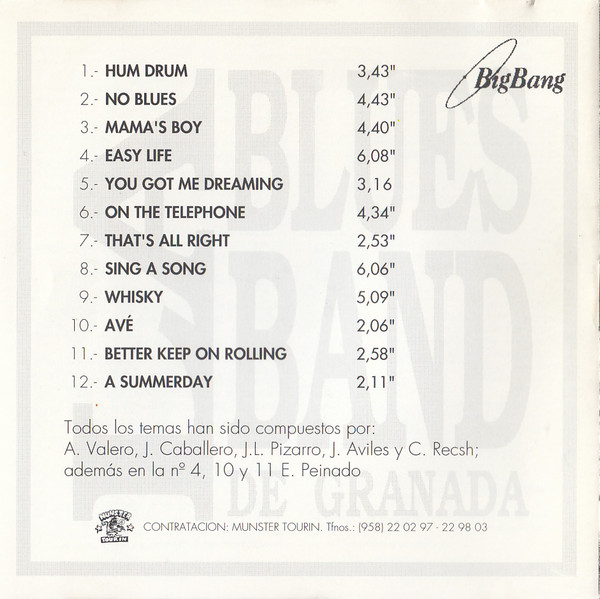 BigBang
1.- HUM DRUM 3,43"
2.- NO BLUES 4,43"
3.- MAMA'S BOY 4,40"
4.- EASY LIFE 6,08"
5.- YOU GOT ME DREAMING 3,16
6.- ON THE TELEPHONE 4,34"
7.- THAT'S ALL RIGHT 2,53"
8.- SING A SONG 6,06"
9.- WHISKY 5,09"
10.- AVÉ 2,06"
11.- BETTER KEEP ON ROLLING 2,58"
12.- A SUMMERDAY 2,11"
BLUES
BAND
DE GRANADA
Todos los temas han sido compuestos por:
A. Valero, J. Caballero, J.L. Pizarro, J. Aviles y C. Recsh;
además en la nº 4, 10 y 11 E. Peinado
MUNSTER
TOURIN
CONTRATACION: MUNSTER TOURIN. Tfnos.: (958) 22 02 97 - 22 98 03